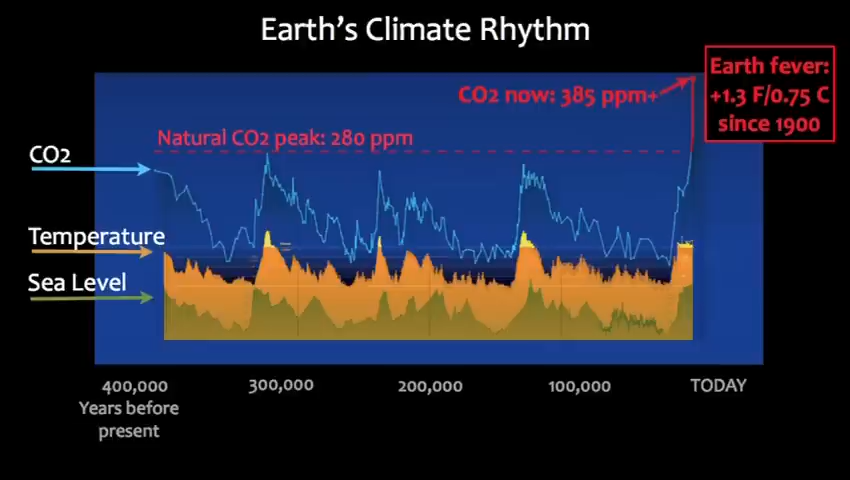 Earth's Climate Rhythm
Earth fever:
+1.3 F/0.75 C
since 1900
CO2 now: 385 ppm+
Natural CO2 peak: 280 ppm
CO2
Temperature
Sea Level
400,000
Years before
present
300,000
200,000
100,000
TODAY